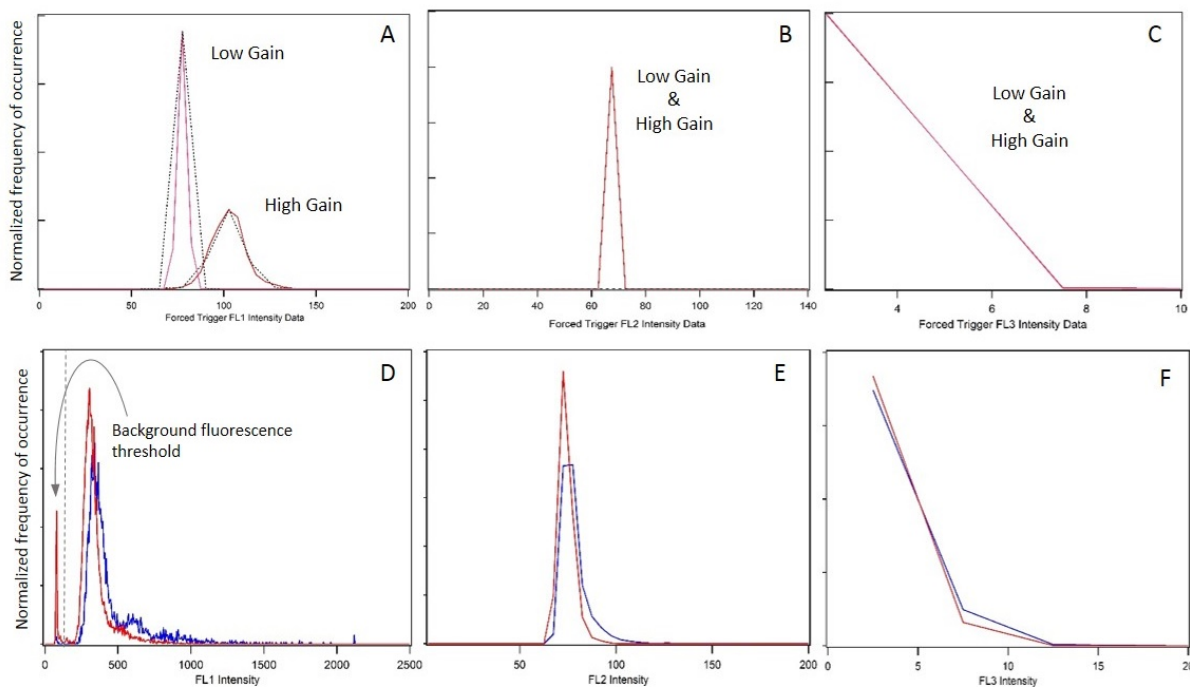 Normalized frequency of occurrence
A
Low Gain
High Gain
0
50
100
150
200
Forced Trigger FL1 Intensity Data
B
Low Gain
&
High Gain
0
20
40
60
80
100
120
140
Forced Trigger FL2 Intensity Data
C
Low Gain
&
High Gain
4
6
8
10
Forced Trigger FL3 Intensity Data
Normalized frequency of occurrence
D
Background fluorescence
threshold
0
500
1000
1500
2000
2500
FL1 Intensity
E
50
100
150
200
FL2 Intensity
F
5
10
15
20
FL3 Intensity